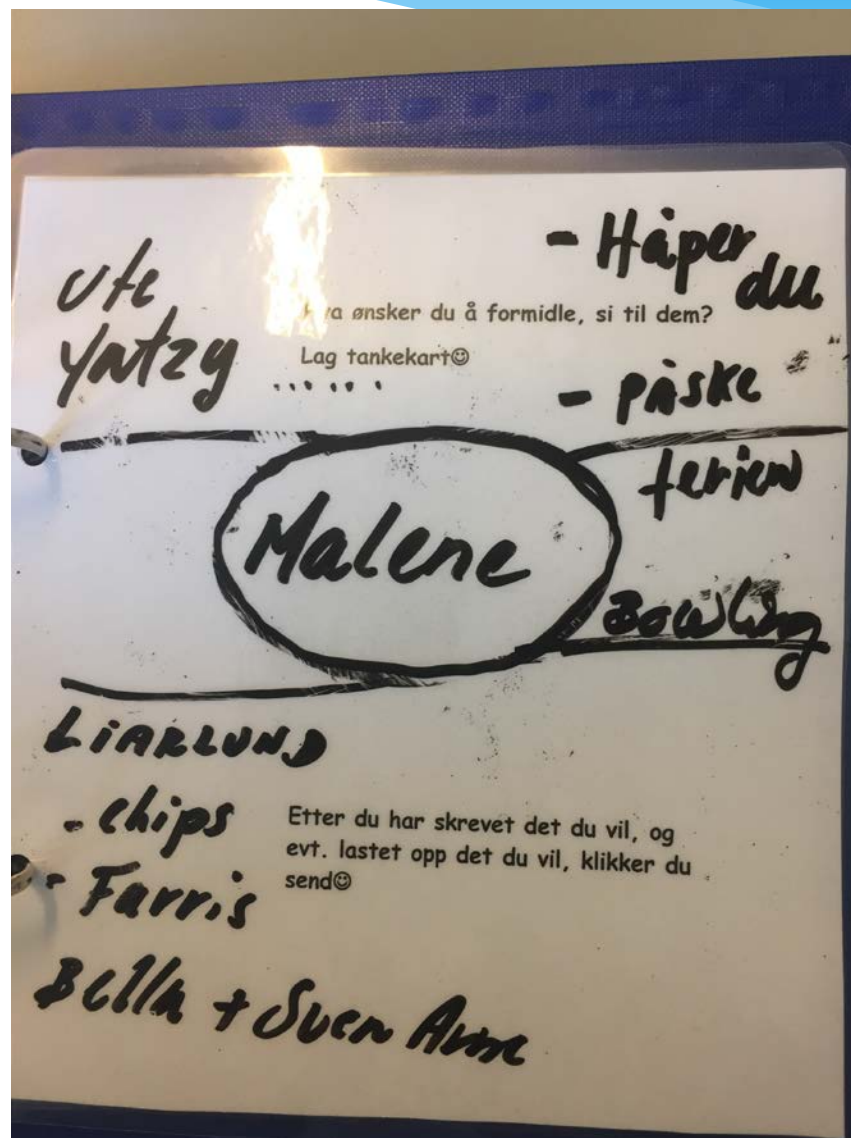 - Håper
du
ute
Yatzy
ønsker du å formidle, si til dem?
Lag tankekart☺
......
- påske
ferien
Malene
Bowling
LIARLUND
- chips
- Farris
Etter du har skrevet det du vil, og
evt. lastet opp det du vil, klikker du
send☺
Bella + Sven Arne